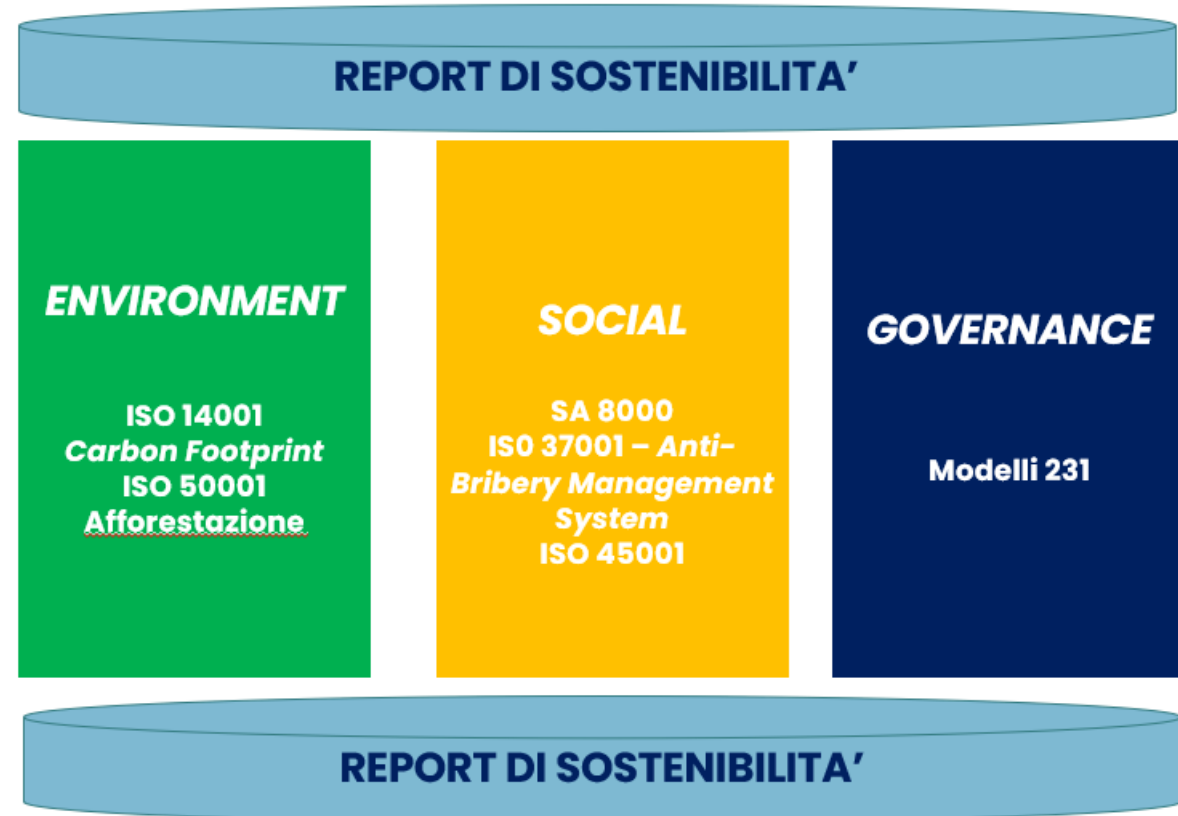 REPORT DI SOSTENIBILITA’
ENVIRONMENT
ISO 14001
Carbon Footprint
ISO 50001
Afforestazione
SOCIAL
SA 8000
IS0 37001 – Anti-
Bribery Management
System
ISO 45001
GOVERNANCE
Modelli 231
REPORT DI SOSTENIBILITA’